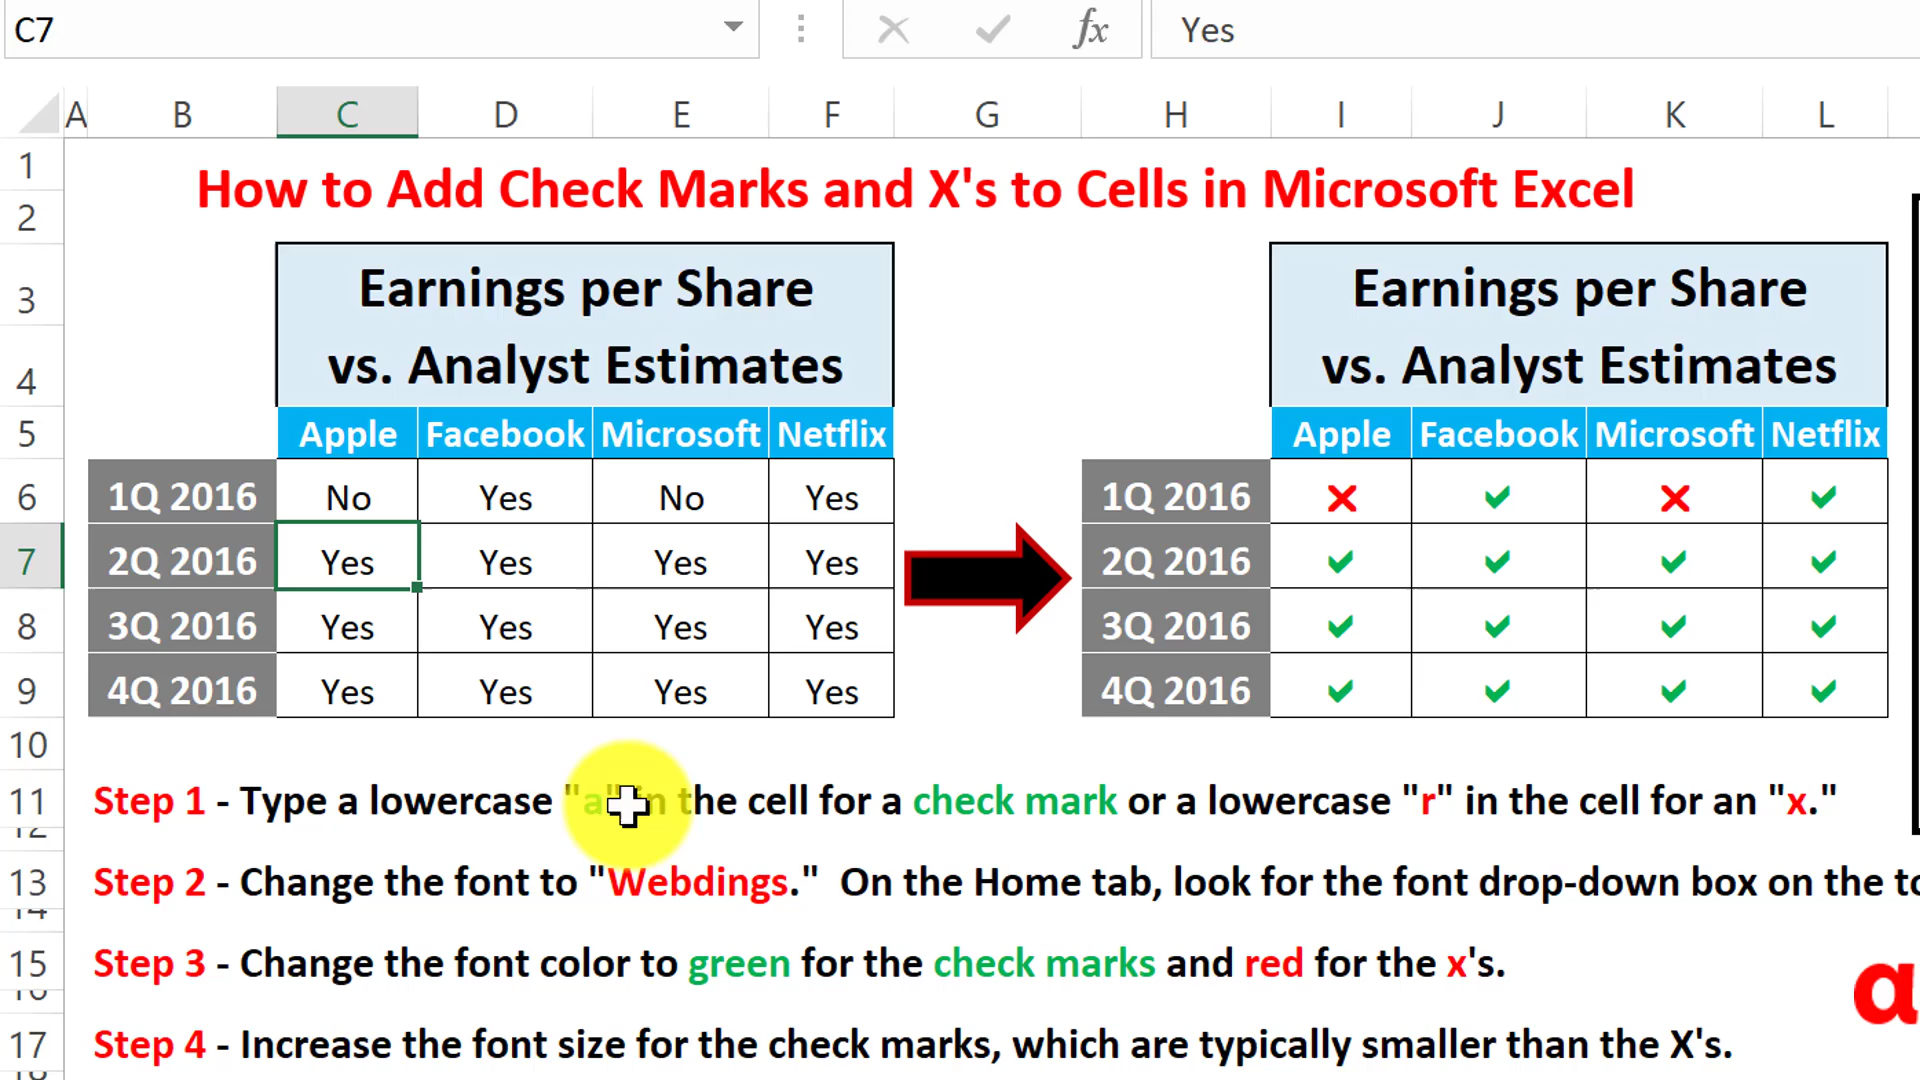 C7
fx
Yes
A B C D E F G H I J K L
1
How to Add Check Marks and X's to Cells in Microsoft Excel
2
3
Earnings per Share
Earnings per Share
4
vs. Analyst Estimates
vs. Analyst Estimates
5
Apple Facebook Microsoft Netflix
Apple Facebook Microsoft Netflix
6
1Q 2016 No Yes No Yes
1Q 2016 ✖ ✔ ✖ ✔
7
2Q 2016 Yes Yes Yes Yes
2Q 2016 ✔ ✔ ✔ ✔
8
3Q 2016 Yes Yes Yes Yes
3Q 2016 ✔ ✔ ✔ ✔
9
4Q 2016 Yes Yes Yes Yes
4Q 2016 ✔ ✔ ✔ ✔
10
11
Step 1 - Type a lowercase "a" in the cell for a check mark or a lowercase "r" in the cell for an "x."
12
13
Step 2 - Change the font to "Webdings."  On the Home tab, look for the font drop-down box on the
14
15
Step 3 - Change the font color to green for the check marks and red for the x's.
16
17
Step 4 - Increase the font size for the check marks, which are typically smaller than the X's.